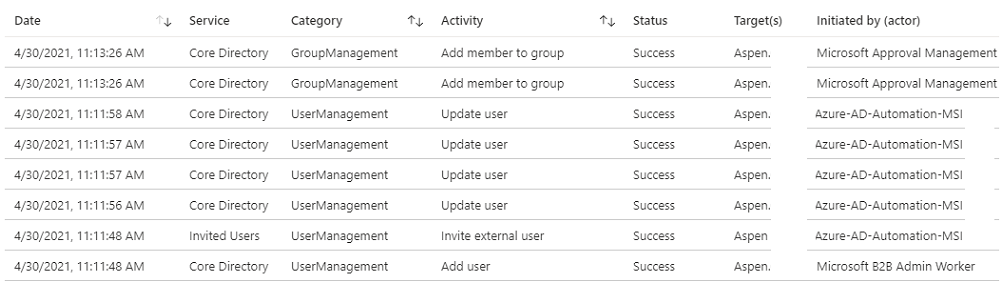 Date Service Category Activity Status Target(s) Initiated by (actor)
4/30/2021, 11:13:26 AM Core Directory GroupManagement Add member to group Success Aspen. Microsoft Approval Management
4/30/2021, 11:13:26 AM Core Directory GroupManagement Add member to group Success Aspen. Microsoft Approval Management
4/30/2021, 11:11:58 AM Core Directory UserManagement Update user Success Aspen. Azure-AD-Automation-MSI
4/30/2021, 11:11:57 AM Core Directory UserManagement Update user Success Aspen. Azure-AD-Automation-MSI
4/30/2021, 11:11:57 AM Core Directory UserManagement Update user Success Aspen. Azure-AD-Automation-MSI
4/30/2021, 11:11:56 AM Core Directory UserManagement Update user Success Aspen. Azure-AD-Automation-MSI
4/30/2021, 11:11:48 AM Invited Users UserManagement Invite external user Success Aspen Azure-AD-Automation-MSI
4/30/2021, 11:11:48 AM Core Directory UserManagement Add user Success Aspen. Microsoft B2B Admin Worker